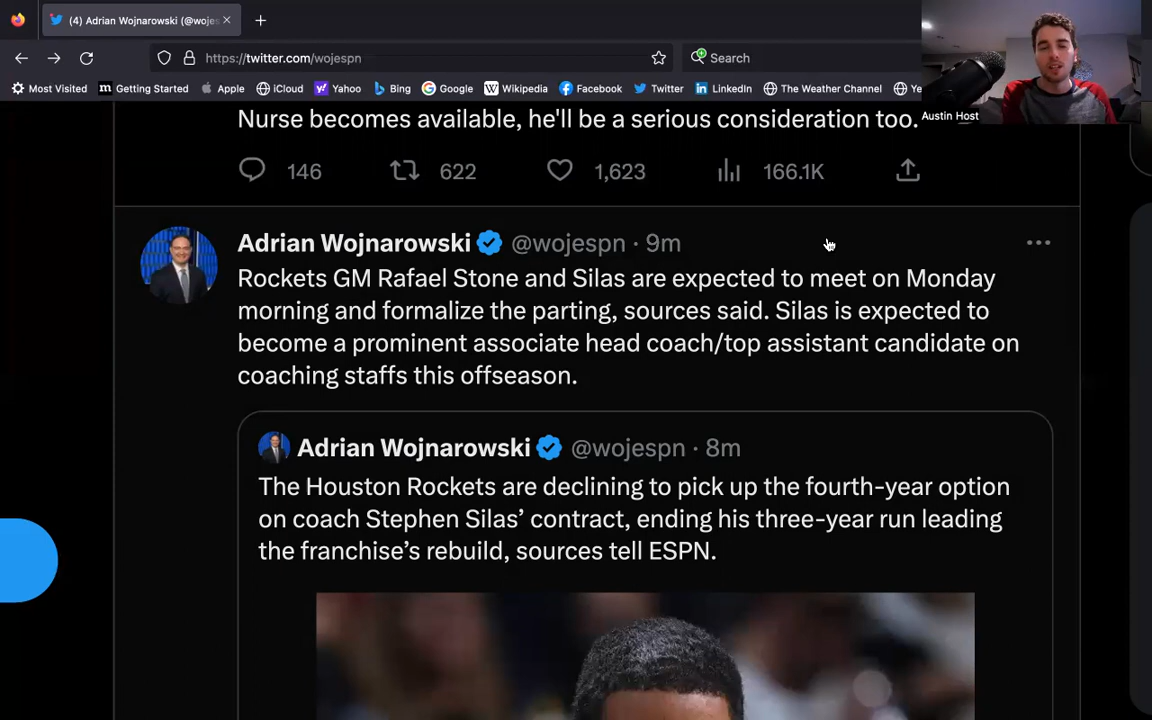 (4) Adrian Wojnarowski (@wojes
https://twitter.com/wojespn
Search
Most Visited
Getting Started
Apple
iCloud
Yahoo
Bing
Google
Wikipedia
Facebook
Twitter
LinkedIn
The Weather Channel
Ye
Austin Host
Nurse becomes available, he'll be a serious consideration too.
146 622 1,623 166.1K
Adrian Wojnarowski @wojespn · 9m
Rockets GM Rafael Stone and Silas are expected to meet on Monday
morning and formalize the parting, sources said. Silas is expected to
become a prominent associate head coach/top assistant candidate on
coaching staffs this offseason.
Adrian Wojnarowski @wojespn · 8m
The Houston Rockets are declining to pick up the fourth-year option
on coach Stephen Silas’ contract, ending his three-year run leading
the franchise’s rebuild, sources tell ESPN.